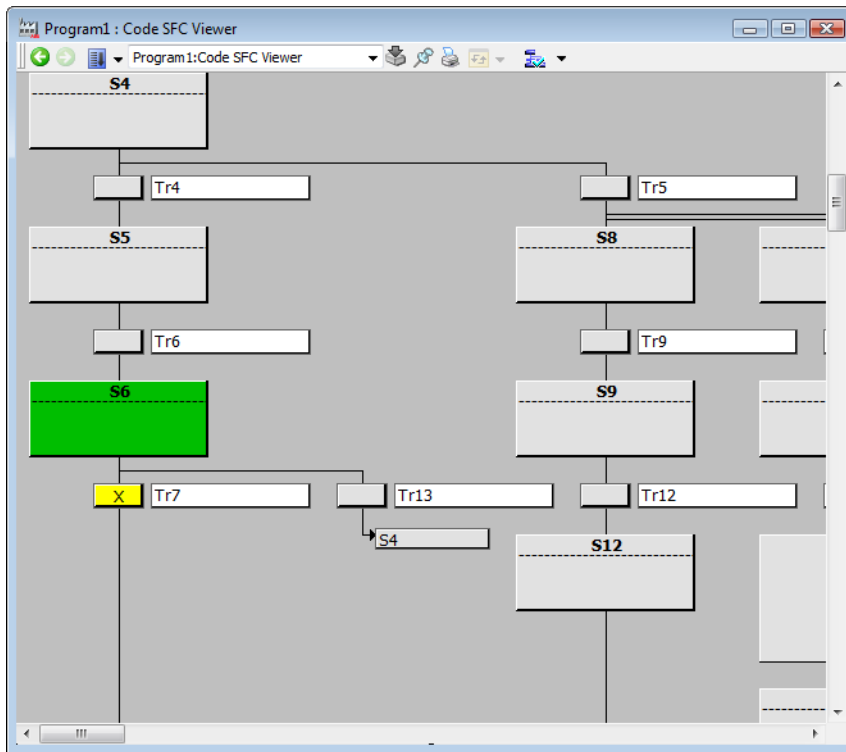 Program1 : Code SFC Viewer
Program1:Code SFC Viewer
S4
Tr4
Tr5
S5
S8
Tr6
Tr9
S6
S9
X
Tr7
Tr13
Tr12
S4
S12